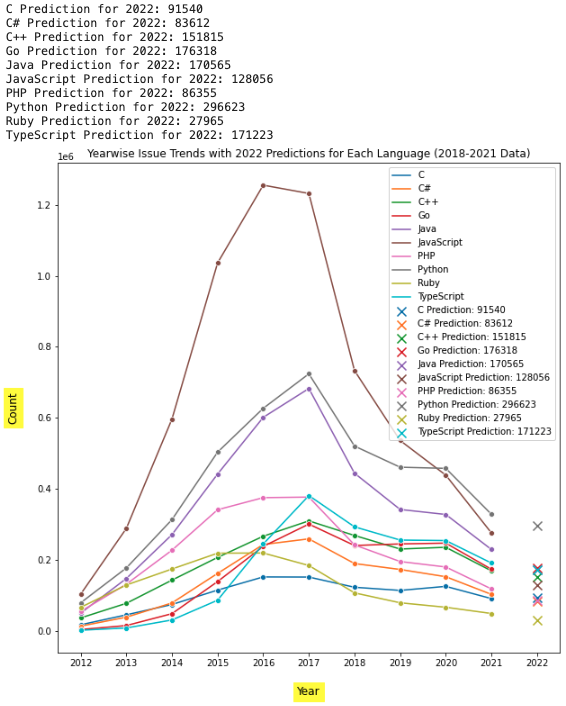 C Prediction for 2022: 91540
C# Prediction for 2022: 83612
C++ Prediction for 2022: 151815
Go Prediction for 2022: 176318
Java Prediction for 2022: 170565
JavaScript Prediction for 2022: 128056
PHP Prediction for 2022: 86355
Python Prediction for 2022: 296623
Ruby Prediction for 2022: 27965
TypeScript Prediction for 2022: 171223
1e6
Yearwise Issue Trends with 2022 Predictions for Each Language (2018-2021 Data)
C
C#
C++
Go
Java
JavaScript
PHP
Python
Ruby
TypeScript
C Prediction: 91540
C# Prediction: 83612
C++ Prediction: 151815
Go Prediction: 176318
Java Prediction: 170565
JavaScript Prediction: 128056
PHP Prediction: 86355
Python Prediction: 296623
Ruby Prediction: 27965
TypeScript Prediction: 171223
1.2
1.0
0.8
0.6
0.4
0.2
0.0
Count
2012 2013 2014 2015 2016 2017 2018 2019 2020 2021 2022
Year